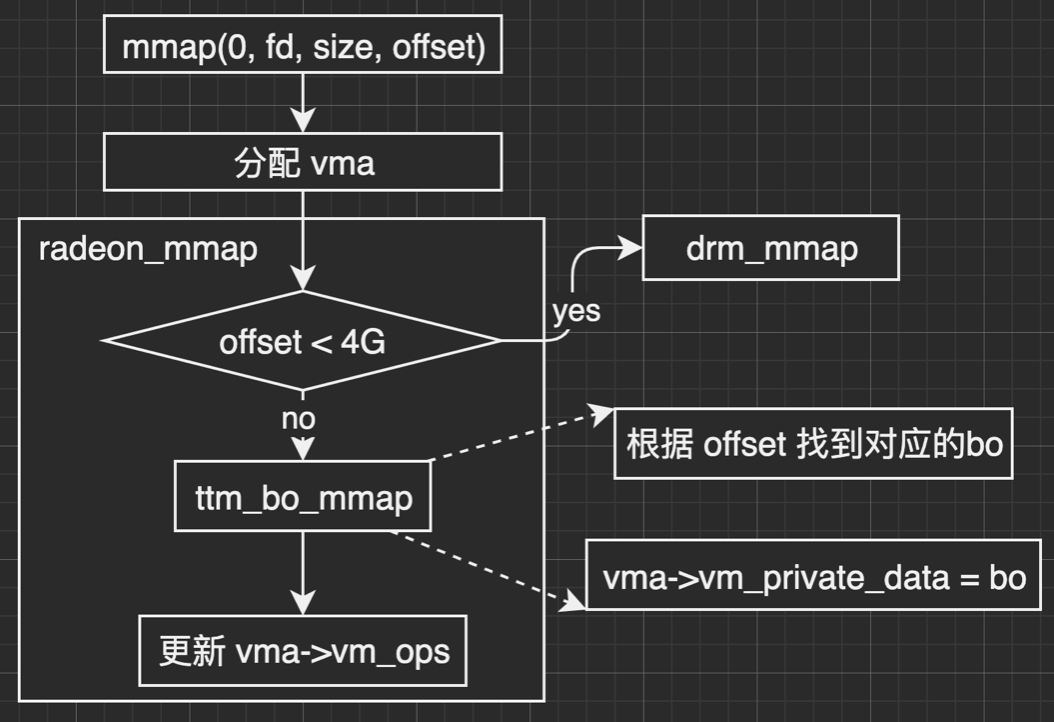 mmap(0, fd, size, offset)
分配 vma
radeon_mmap
drm_mmap
offset < 4G
yes
no
根据 offset 找到对应的bo
ttm_bo_mmap
vma->vm_private_data = bo
更新 vma->vm_ops